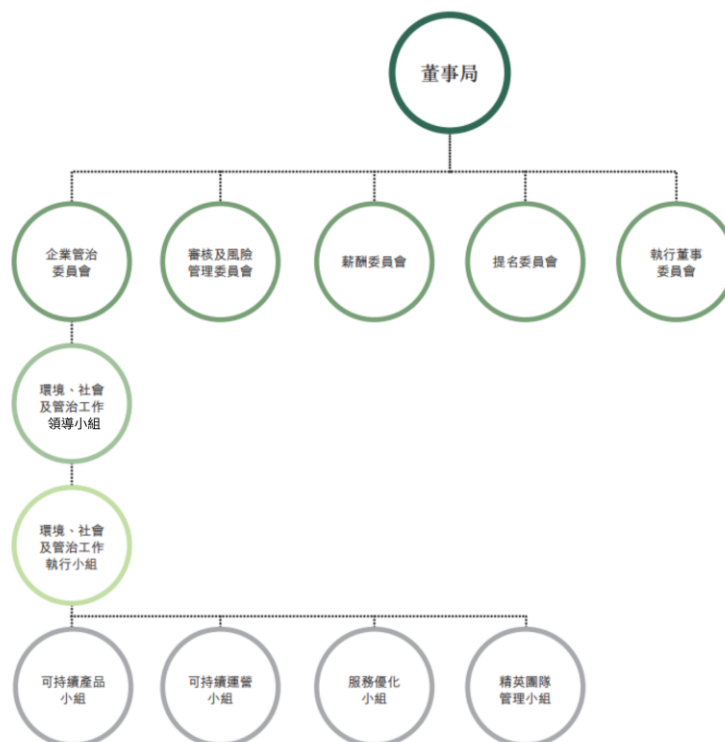 董事局
企業管治
委員會
審核及風險
管理委員會
薪酬委員會
提名委員會
執行董事
委員會
環境、社會
及管治工作
領導小組
環境、社會
及管治工作
執行小組
可持續產品
小組
可持續運營
小組
服務優化
小組
精英團隊
管理小組